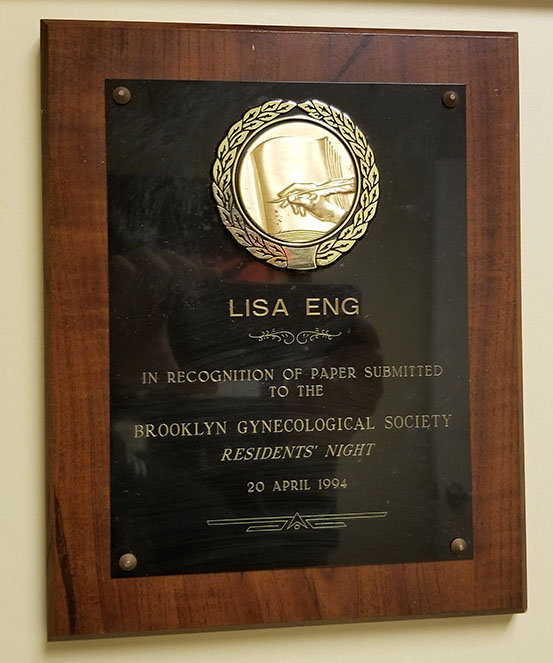 LISA ENG
IN RECOGNITION OF PAPER SUBMITTED
TO THE
BROOKLYN GYNECOLOGICAL SOCIETY
RESIDENTS' NIGHT
20 APRIL 1994